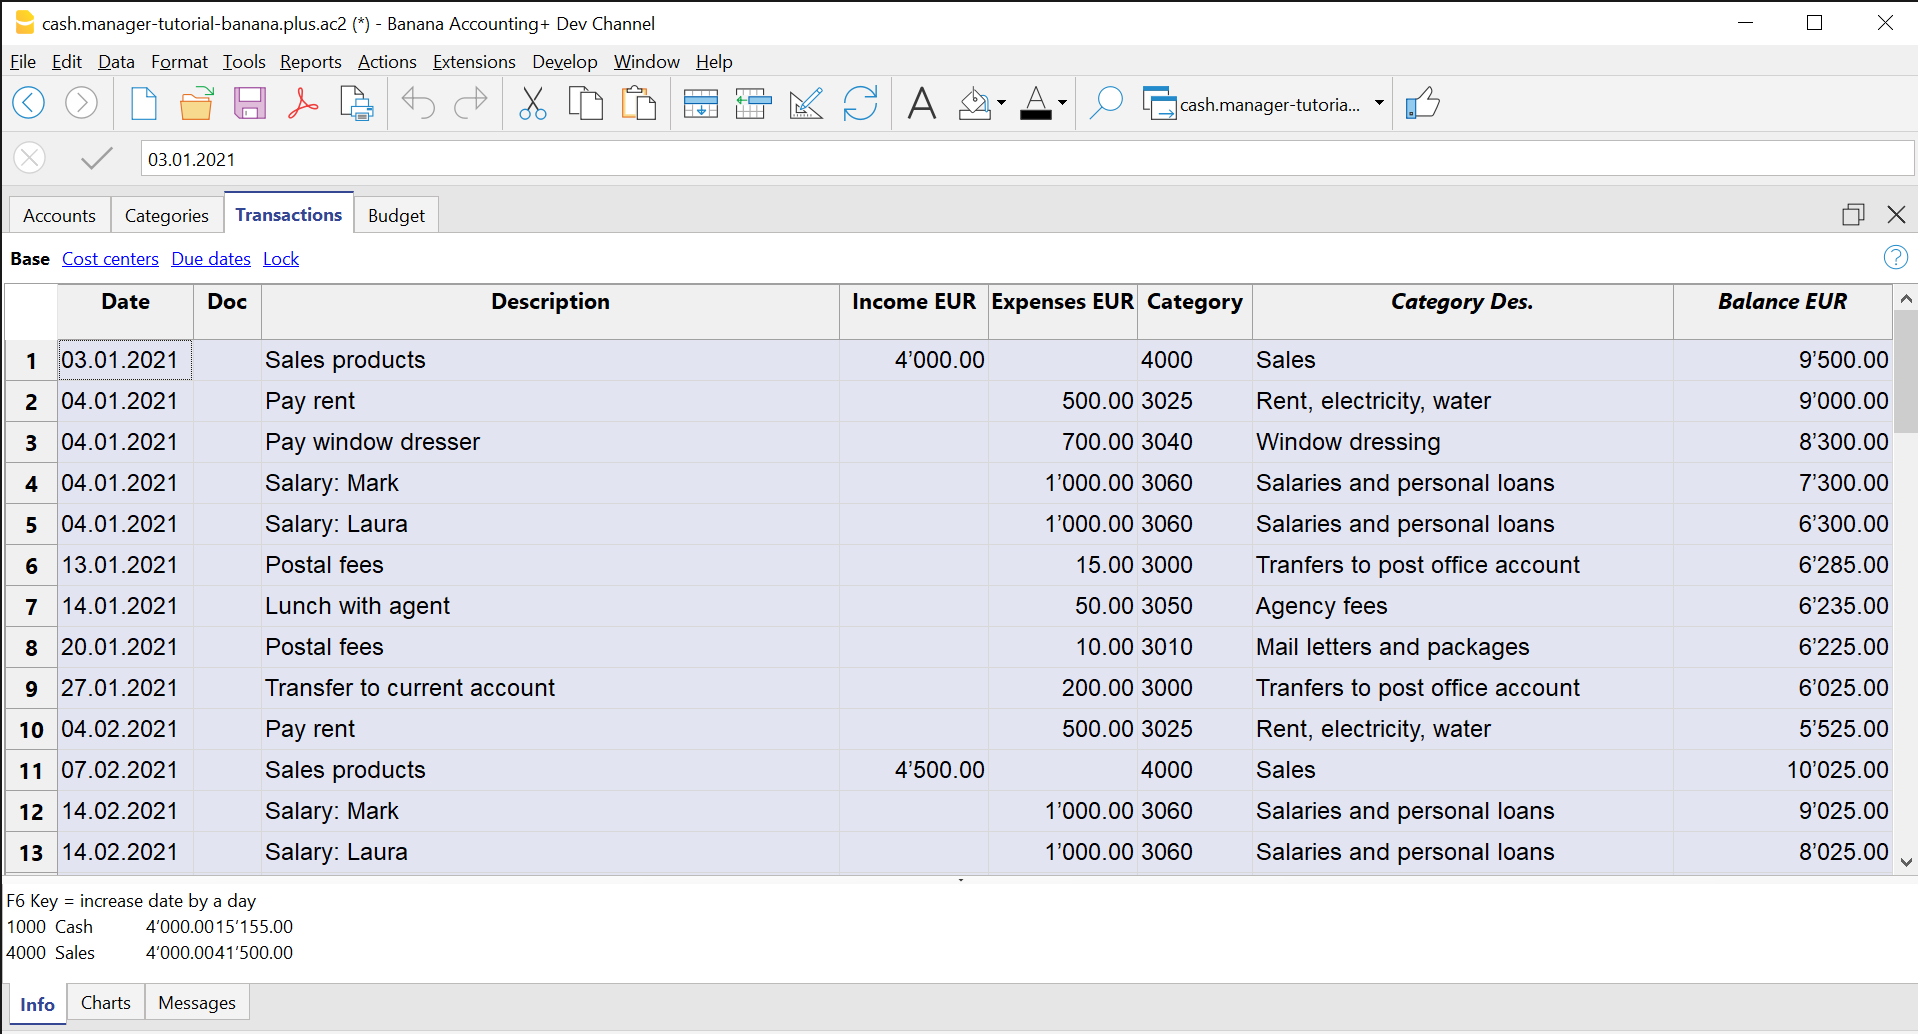 cash.manager-tutorial-banana.plus.ac2 (*) - Banana Accounting+ Dev Channel
File Edit Data Format Tools Reports Actions Extensions Develop Window Help
A A cash.manager-tutoria...
03.01.2021
Accounts Categories Transactions Budget
Base Cost centers Due dates Lock ?
Date Doc Description Income EUR Expenses EUR Category Category Des. Balance EUR
1 03.01.2021 Sales products 4’000.00 4000 Sales 9’500.00
2 04.01.2021 Pay rent 500.00 3025 Rent, electricity, water 9’000.00
3 04.01.2021 Pay window dresser 700.00 3040 Window dressing 8’300.00
4 04.01.2021 Salary: Mark 1’000.00 3060 Salaries and personal loans 7’300.00
5 04.01.2021 Salary: Laura 1’000.00 3060 Salaries and personal loans 6’300.00
6 13.01.2021 Postal fees 15.00 3000 Tranfers to post office account 6’285.00
7 14.01.2021 Lunch with agent 50.00 3050 Agency fees 6’235.00
8 20.01.2021 Postal fees 10.00 3010 Mail letters and packages 6’225.00
9 27.01.2021 Transfer to current account 200.00 3000 Tranfers to post office account 6’025.00
10 04.02.2021 Pay rent 500.00 3025 Rent, electricity, water 5’525.00
11 07.02.2021 Sales products 4’500.00 4000 Sales 10’025.00
12 14.02.2021 Salary: Mark 1’000.00 3060 Salaries and personal loans 9’025.00
13 14.02.2021 Salary: Laura 1’000.00 3060 Salaries and personal loans 8’025.00
F6 Key = increase date by a day
1000 Cash 4’000.0015’155.00
4000 Sales 4’000.0041’500.00
Info Charts Messages